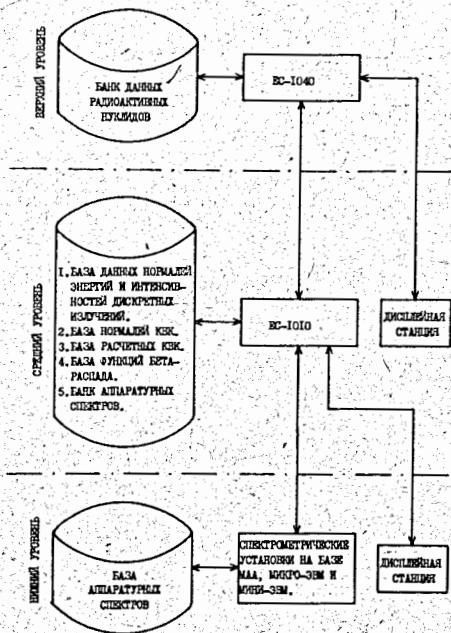 ВЕРХНИЙ УРОВЕНЬ
БАНК ДАННЫХ
РАДИОАКТИВНЫХ
НУКЛИДОВ
ЕС-1040
СРЕДНИЙ УРОВЕНЬ
1. БАЗА ДАННЫХ НОРМАЛЕЙ
ЭНЕРГИЙ И ИНТЕНСИВ-
НОСТЕЙ ДИСКРЕТНЫХ
ИЗЛУЧЕНИЙ.
2. БАЗА НОРМАЛЕЙ КВК.
3. БАЗА РАСЧЕТНЫХ КВК.
4. БАЗА ФУНКЦИЙ БЕТА-
РАСПАДА.
5. БАНК АППАРАТУРНЫХ
СПЕКТРОВ.
ЕС-1010
ДИСПЛЕЙНАЯ
СТАНЦИЯ
НИЖНИЙ УРОВЕНЬ
БАЗА
АППАРАТУРНЫХ
СПЕКТРОВ
СПЕКТРОМЕТРИЧЕСКИЕ
УСТАНОВКИ НА БАЗЕ
МАА, МИКРО-ЭВМ И
МИНИ-ЭВМ.
ДИСПЛЕЙНАЯ
СТАНЦИЯ